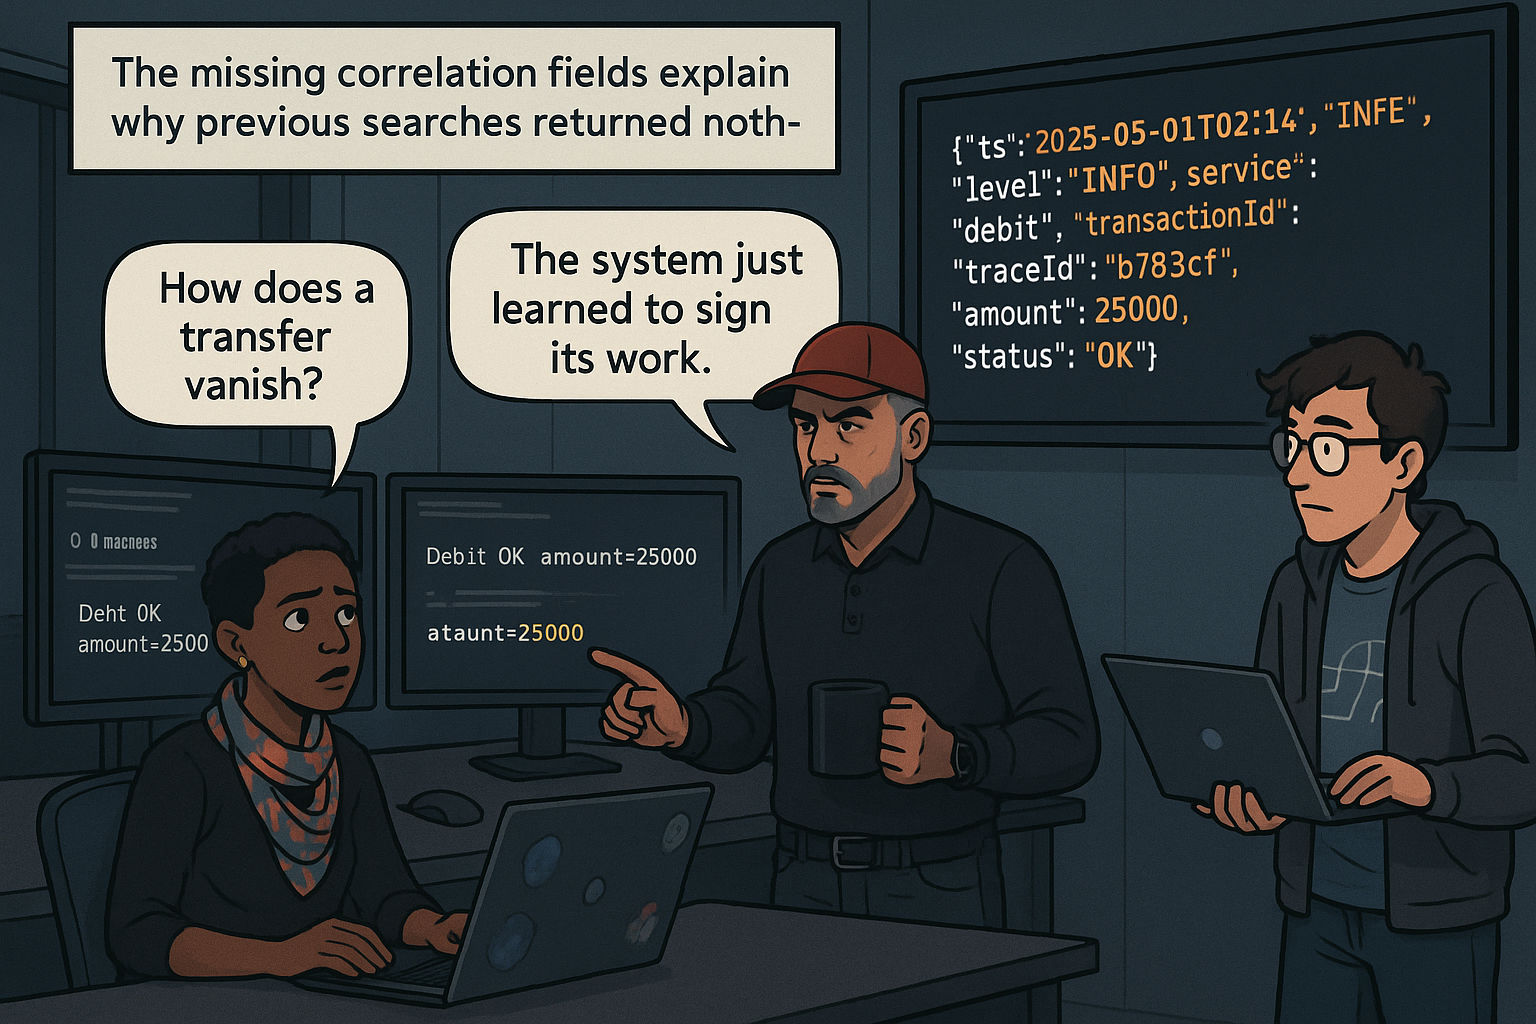 The missing correlation fields explain
why previous searches returned noth-
How does a
transfer
vanish?
The system just
learned to sign
its work.
{"ts":"2025-05-01T02:14", "INFE",
"level": "INFO", service":
"debit", "transactionId":
"traceId": "b783cf",
"amount": 25000,
"status": "OK"}
O 0 macnees
Deht OK
amount=2500
Debit OK amount=25000
ataunt=25000